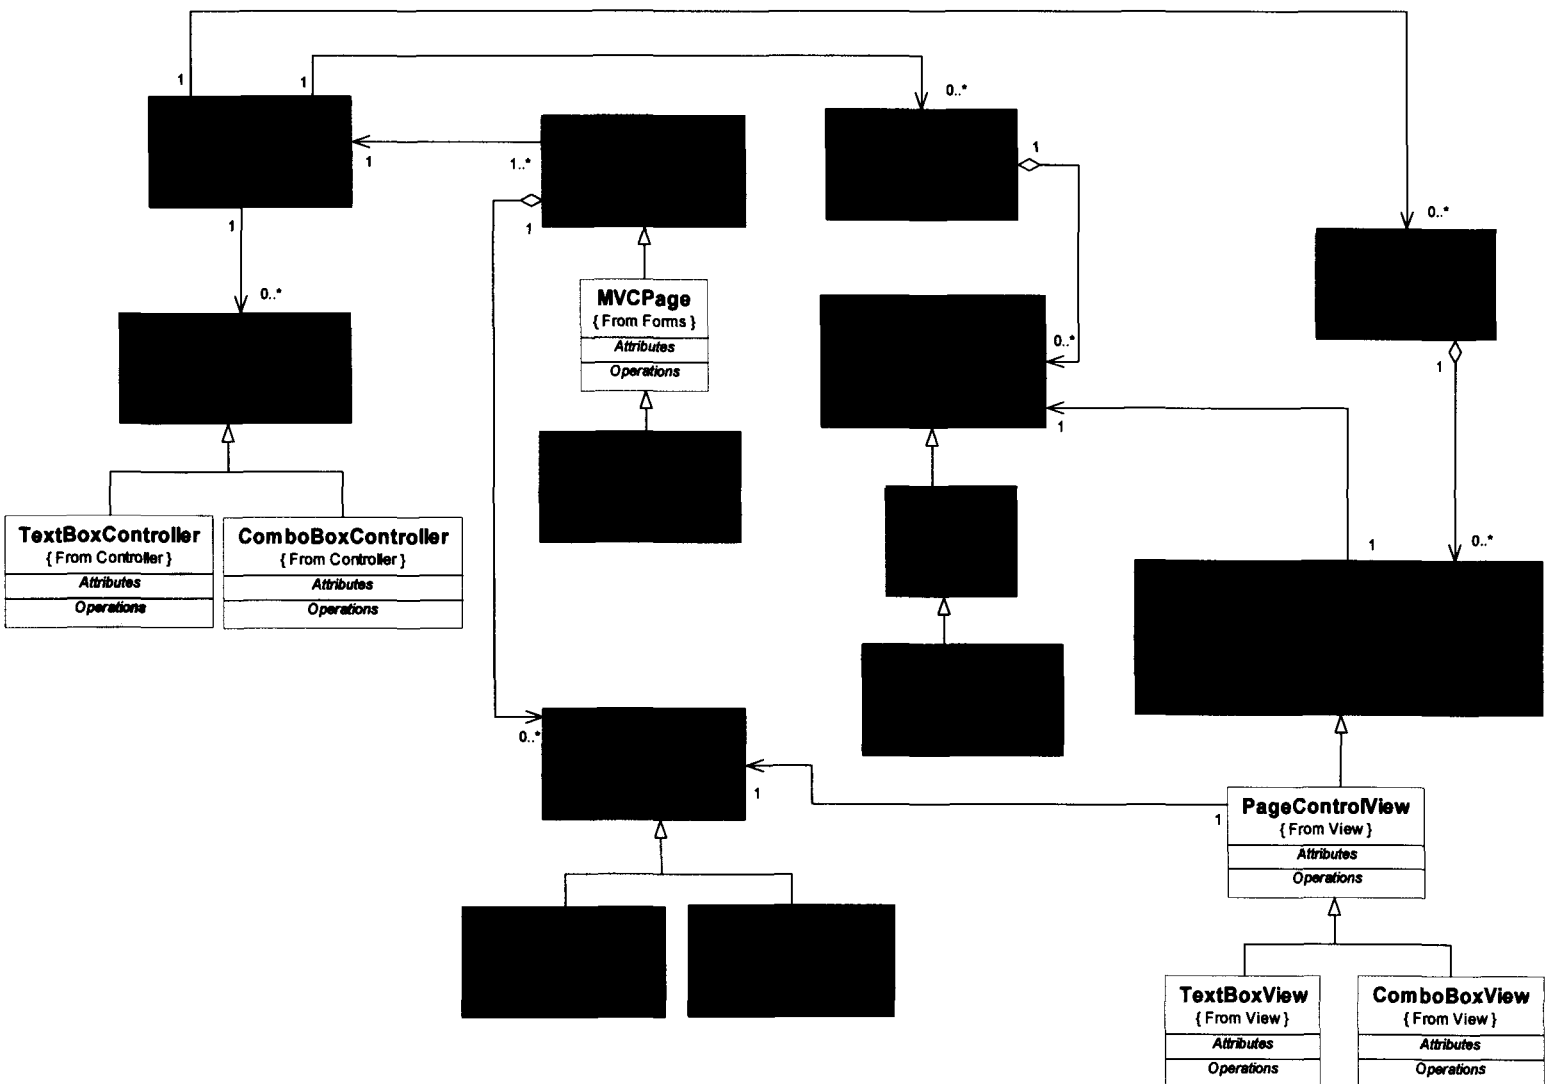 1
1
0..*
1
1..*
1
1
0..*
1
0..*
1
0..*
MVCPage
{ From Forms }
Attributes
Operations
0..*
1
1
1
0..*
TextBoxController
{ From Controller }
Attributes
Operations
ComboBoxController
{ From Controller }
Attributes
Operations
0..*
1
1
PageControlView
{ From View }
Attributes
Operations
TextBoxView
{ From View }
Attributes
Operations
ComboBoxView
{ From View }
Attributes
Operations